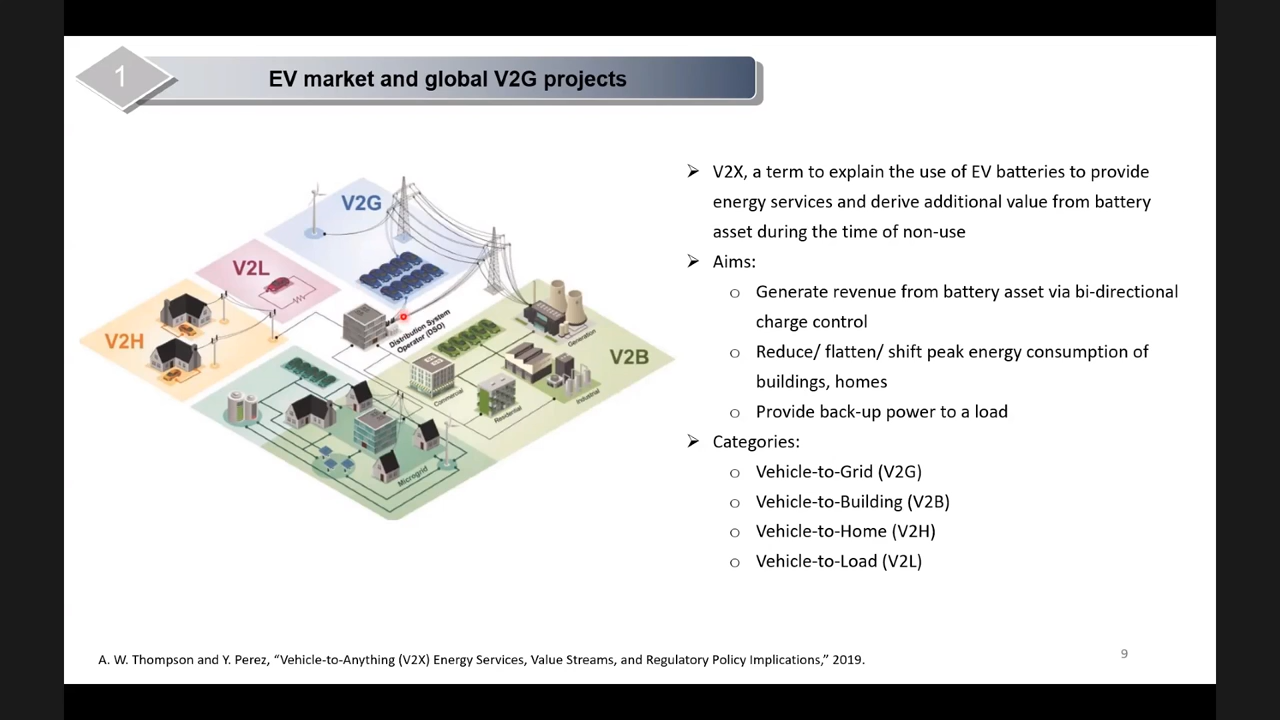 1
EV market and global V2G projects
V2G
V2L
V2H
V2B
Distribution System
Operator (DSO)
Generation
Commercial
Residential
Industrial
Microgrid
➢ V2X, a term to explain the use of EV batteries to provide
energy services and derive additional value from battery
asset during the time of non-use
➢ Aims:
o Generate revenue from battery asset via bi-directional
charge control
o Reduce/ flatten/ shift peak energy consumption of
buildings, homes
o Provide back-up power to a load
➢ Categories:
o Vehicle-to-Grid (V2G)
o Vehicle-to-Building (V2B)
o Vehicle-to-Home (V2H)
o Vehicle-to-Load (V2L)
A. W. Thompson and Y. Perez, “Vehicle-to-Anything (V2X) Energy Services, Value Streams, and Regulatory Policy Implications,” 2019.
9